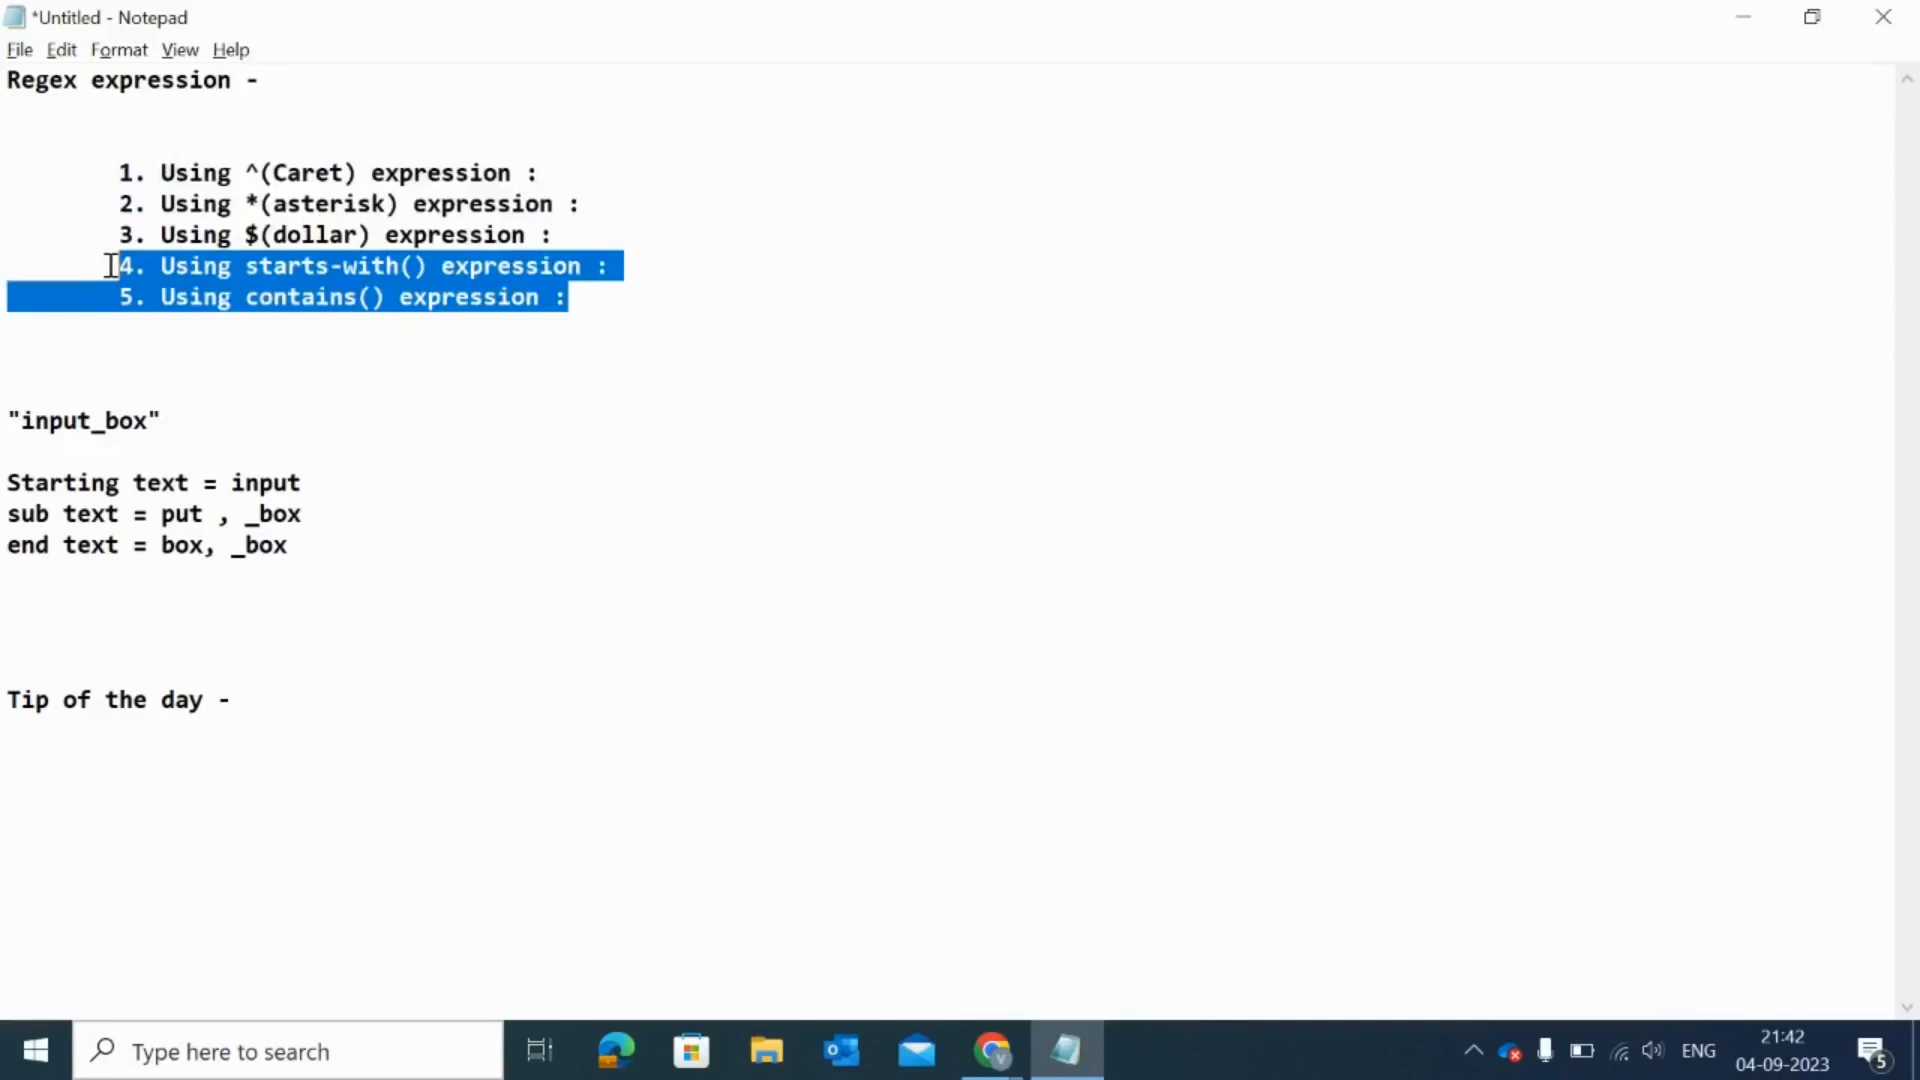 *Untitled - Notepad
File Edit Format View Help
Regex expression -
1. Using ^(Caret) expression :
2. Using *(asterisk) expression :
3. Using $(dollar) expression :
4. Using starts-with() expression :
5. Using contains() expression :
"input_box"
Starting text = input
sub text = put , _box
end text = box, _box
Tip of the day -
Type here to search
ENG
21:42
04-09-2023
5